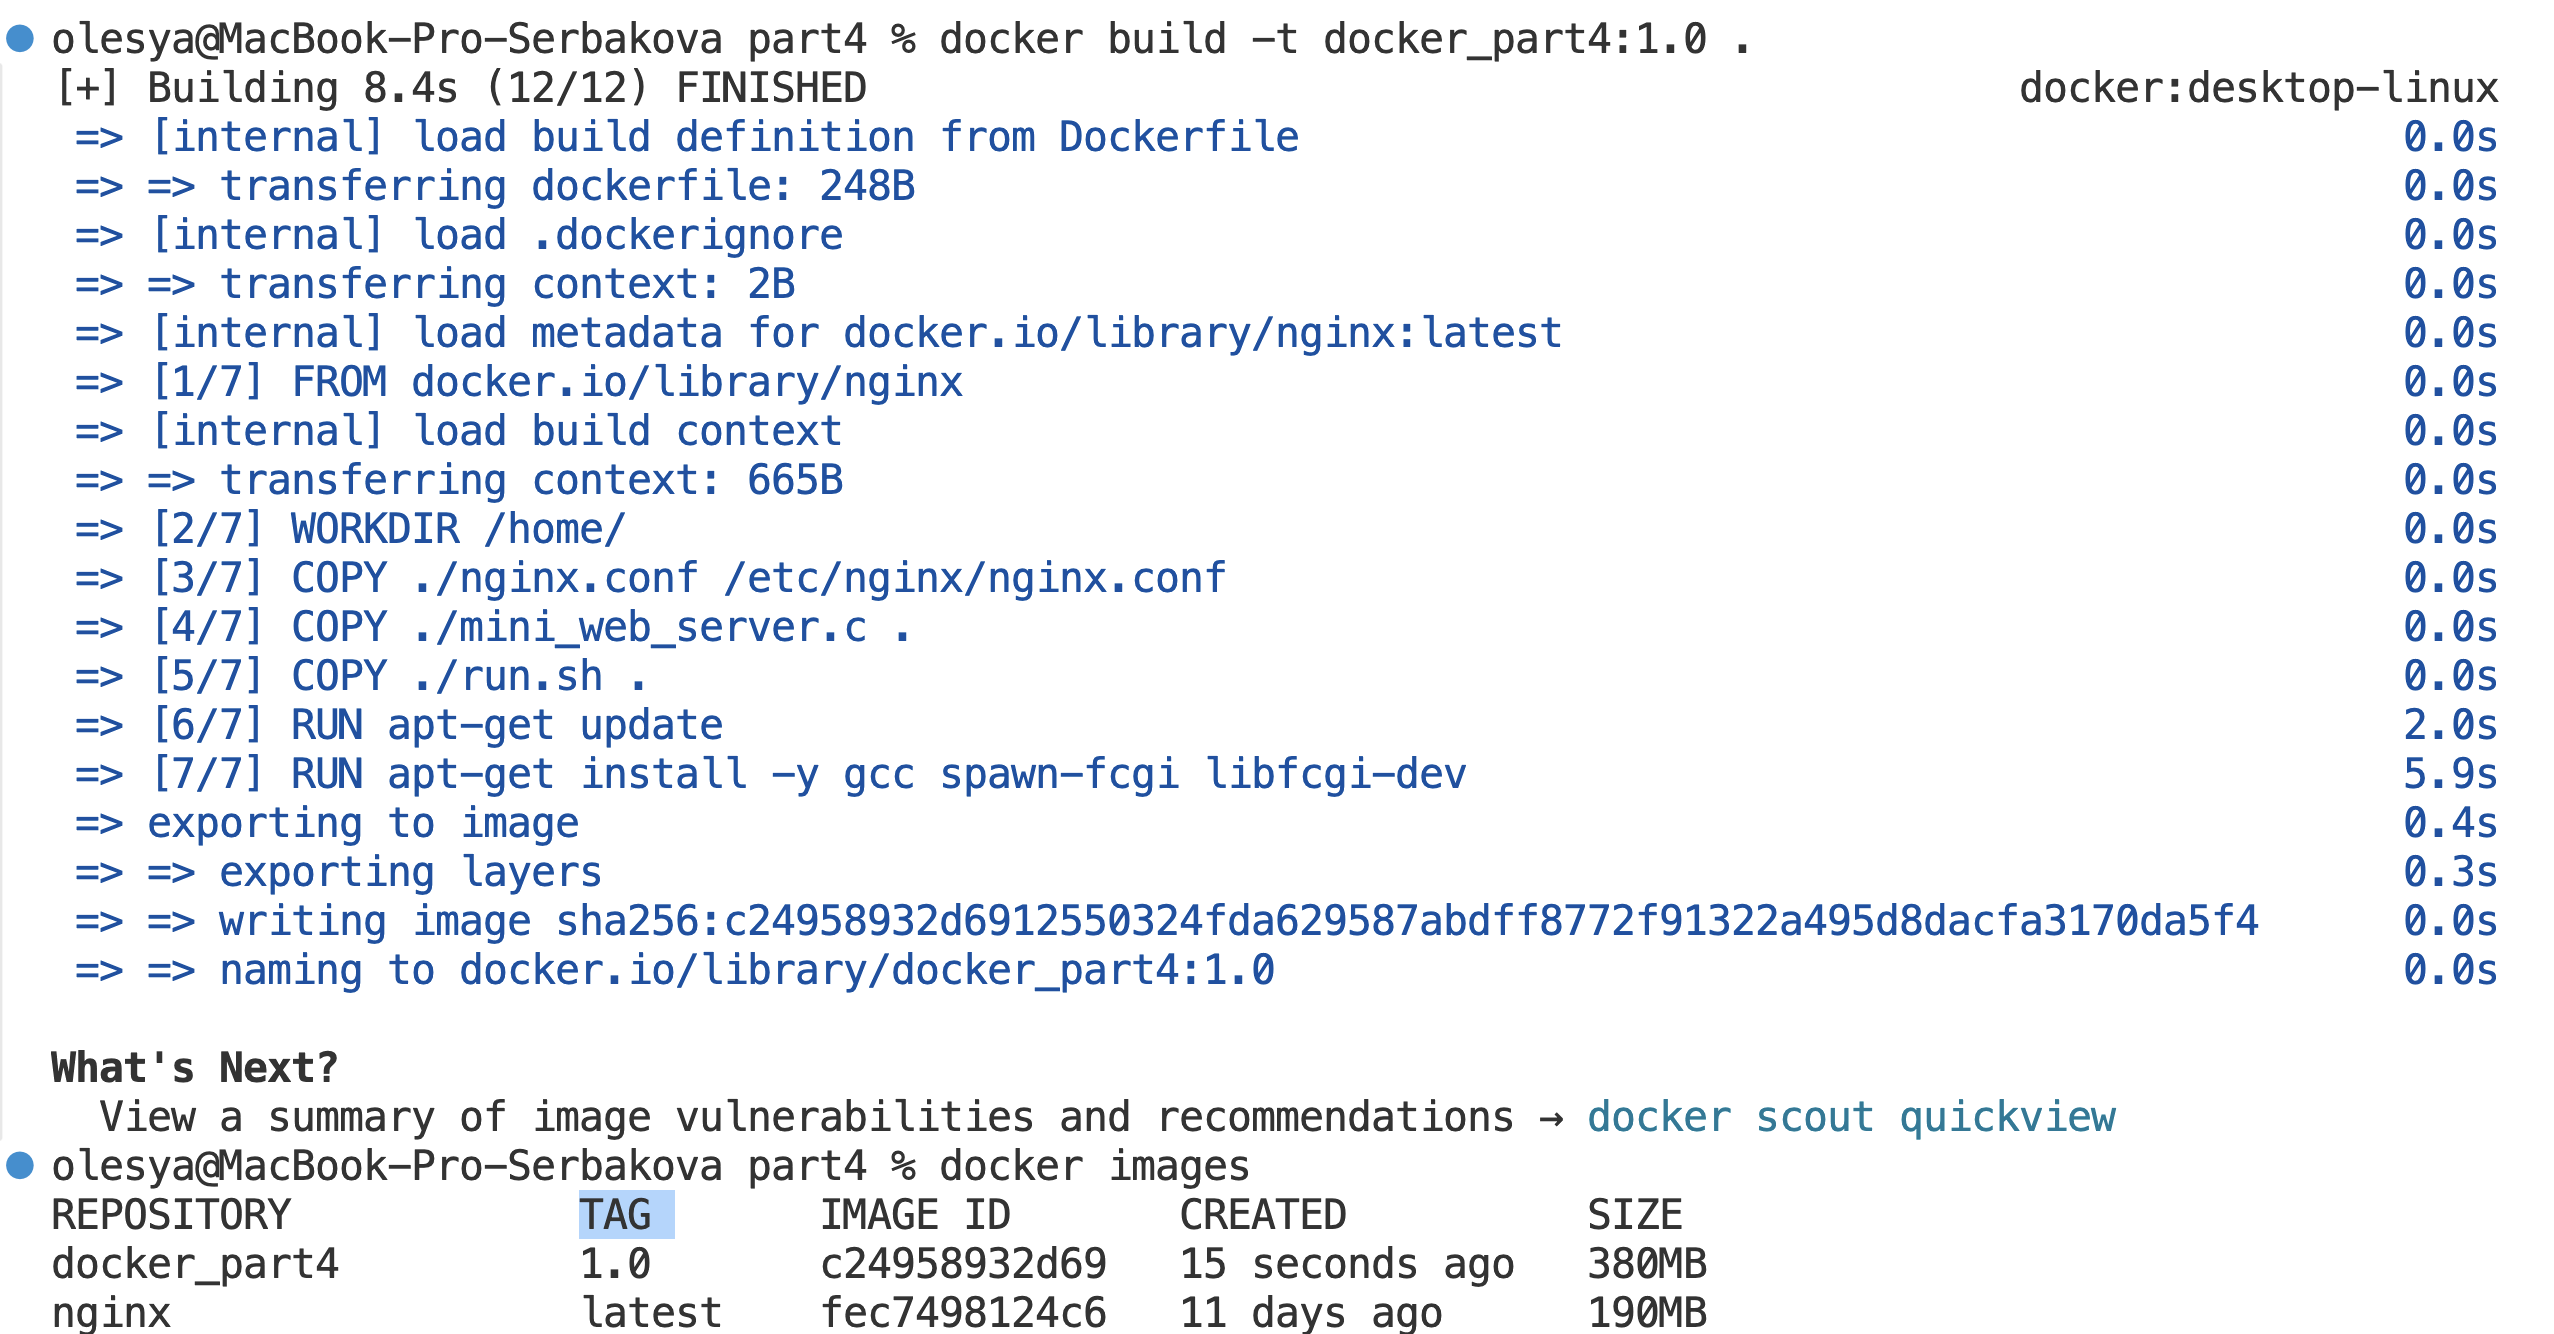 olesya@MacBook-Pro-Serbakova part4 % docker build -t docker_part4:1.0 .
[+] Building 8.4s (12/12) FINISHED docker:desktop-linux
=> [internal] load build definition from Dockerfile 0.0s
=> => transferring dockerfile: 248B 0.0s
=> [internal] load .dockerignore 0.0s
=> => transferring context: 2B 0.0s
=> [internal] load metadata for docker.io/library/nginx:latest 0.0s
=> [1/7] FROM docker.io/library/nginx 0.0s
=> [internal] load build context 0.0s
=> => transferring context: 665B 0.0s
=> [2/7] WORKDIR /home/ 0.0s
=> [3/7] COPY ./nginx.conf /etc/nginx/nginx.conf 0.0s
=> [4/7] COPY ./mini_web_server.c . 0.0s
=> [5/7] COPY ./run.sh . 0.0s
=> [6/7] RUN apt-get update 2.0s
=> [7/7] RUN apt-get install -y gcc spawn-fcgi libfcgi-dev 5.9s
=> exporting to image 0.4s
=> => exporting layers 0.3s
=> => writing image sha256:c24958932d6912550324fda629587abdff8772f91322a495d8dacfa3170da5f4 0.0s
=> => naming to docker.io/library/docker_part4:1.0 0.0s
What's Next?
View a summary of image vulnerabilities and recommendations → docker scout quickview
olesya@MacBook-Pro-Serbakova part4 % docker images
REPOSITORY TAG IMAGE ID CREATED SIZE
docker_part4 1.0 c24958932d69 15 seconds ago 380MB
nginx latest fec7498124c6 11 days ago 190MB